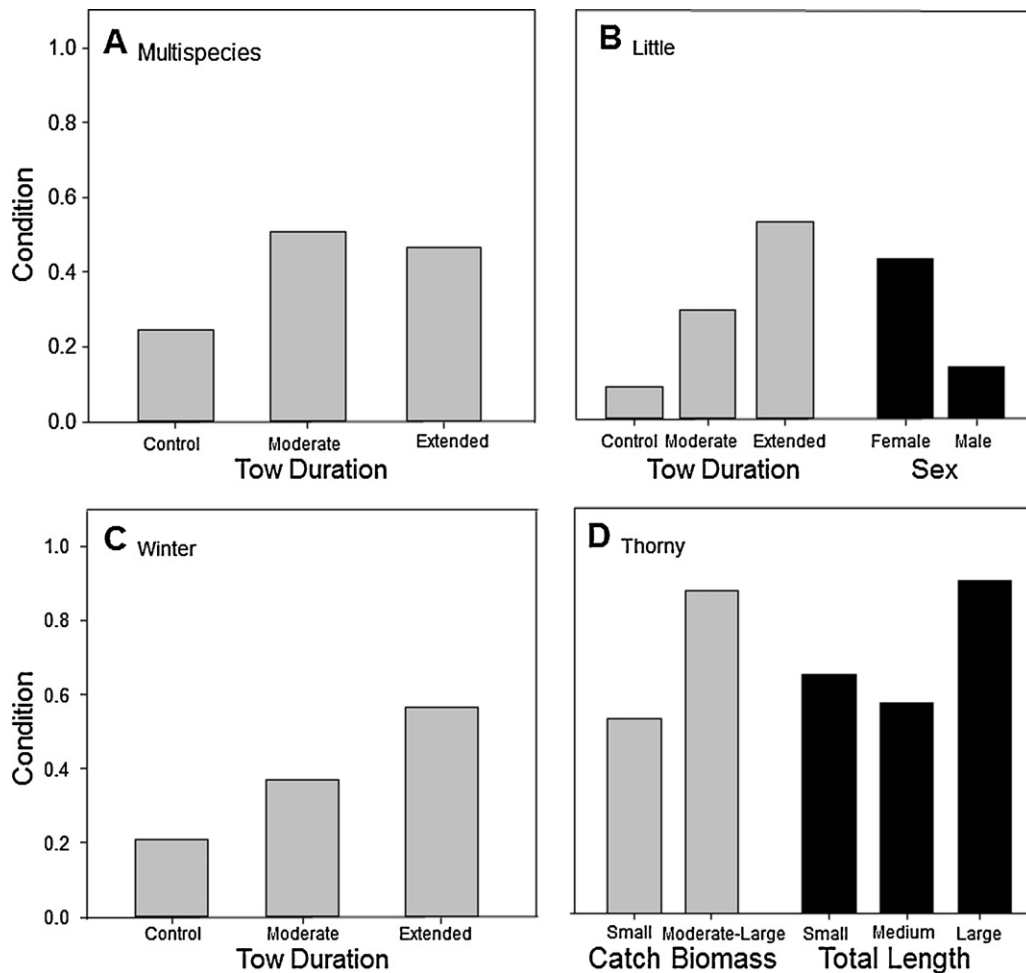 A Multispecies
1.0
0.8
0.6
0.4
0.2
0.0
Condition
Control Moderate Extended
Tow Duration
B Little
Control Moderate Extended Female Male
Tow Duration Sex
C Winter
1.0
0.8
0.6
0.4
0.2
0.0
Condition
Control Moderate Extended
Tow Duration
D Thorny
Small Moderate-Large Small Medium Large
Catch Biomass Total Length